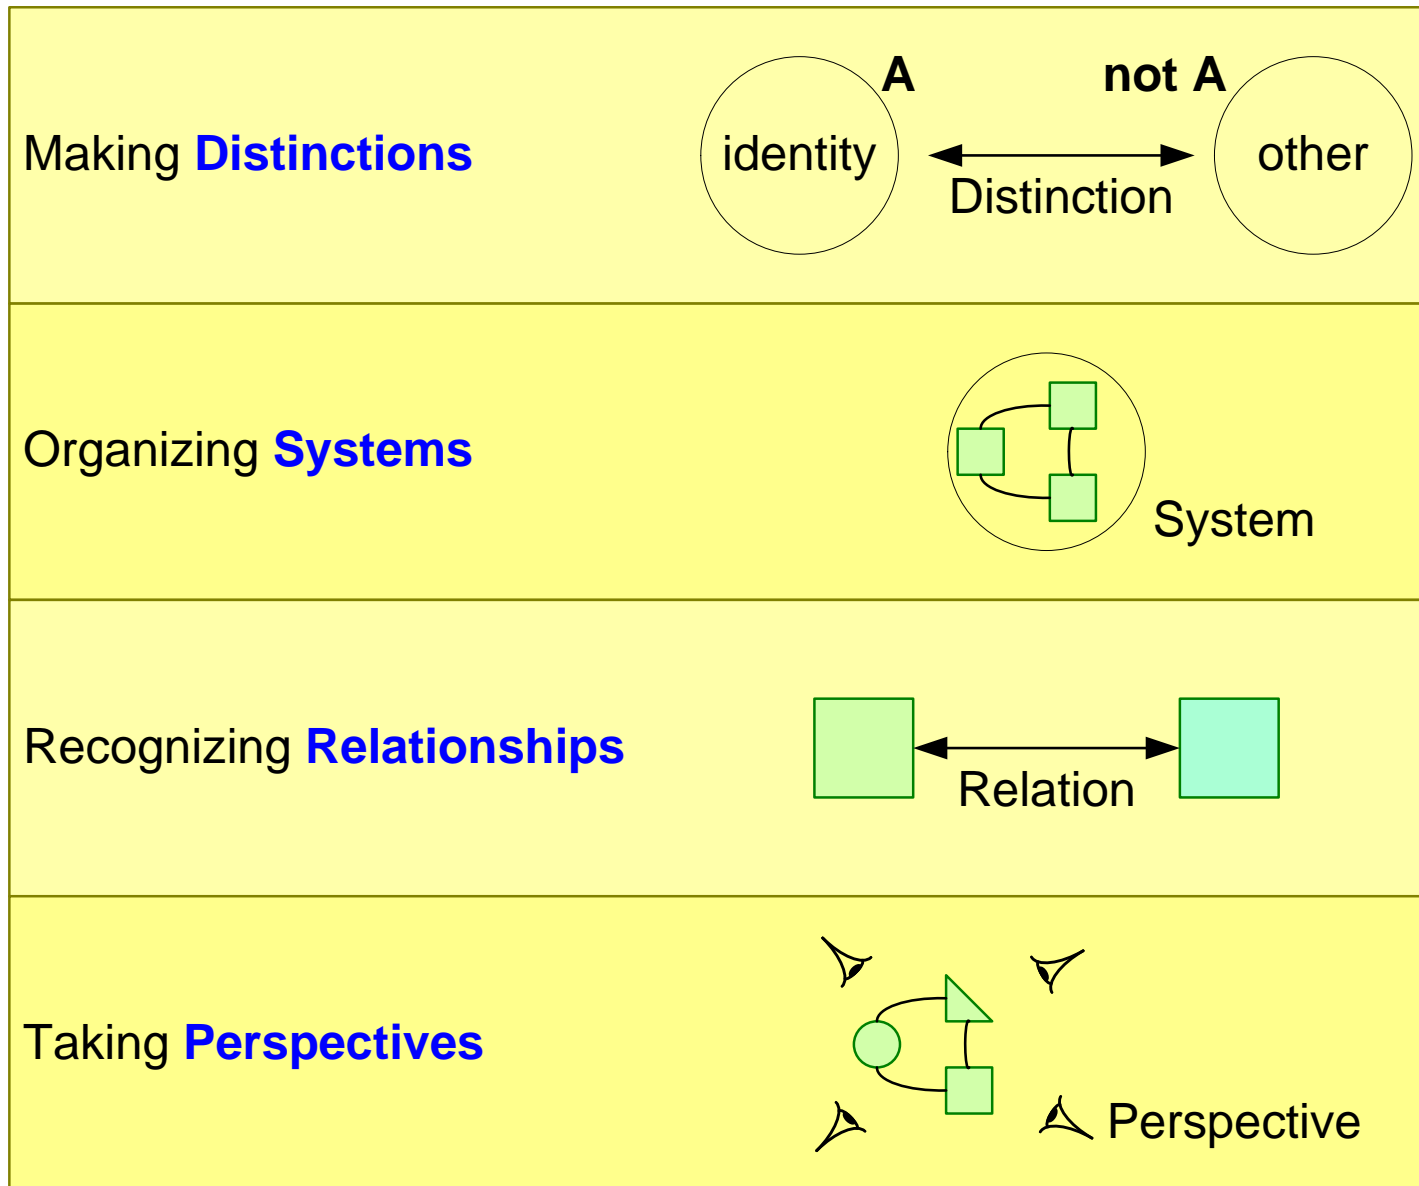 Making Distinctions
A
not A
identity
other
Distinction
Organizing Systems
System
Recognizing Relationships
Relation
Taking Perspectives
Perspective